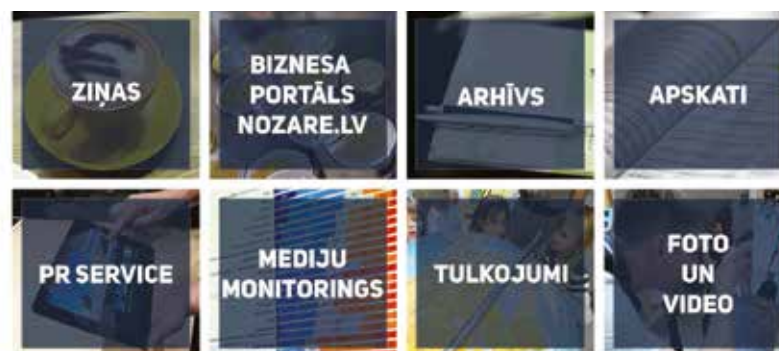 ZIŅAS
BIZNESA
PORTĀLS
NOZARE.LV
ARHĪVS
APSKATI
PR SERVICE
MEDIJU
MONITORINGS
TULKOJUMI
FOTO
UN
VIDEO